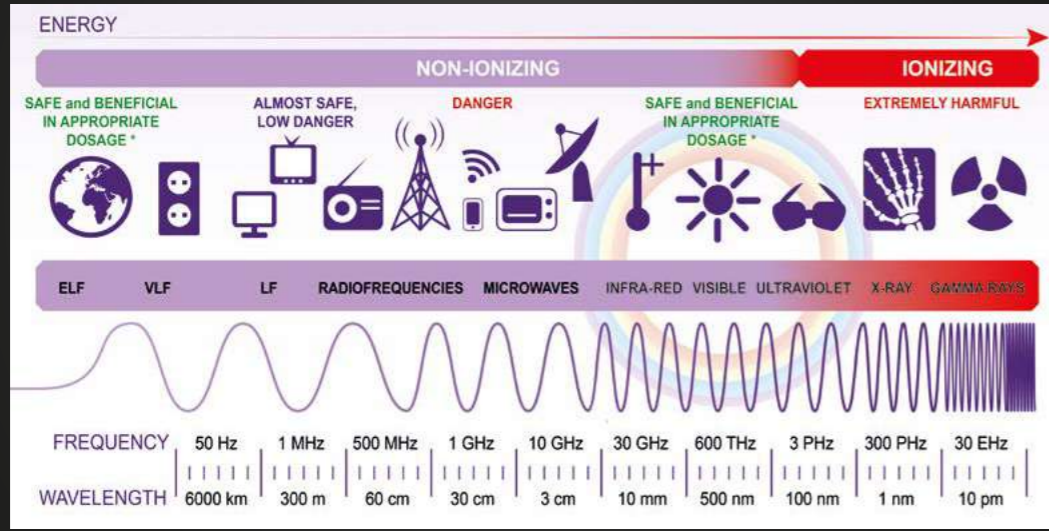 ENERGY
NON-IONIZING
IONIZING
SAFE and BENEFICIAL
IN APPROPRIATE
DOSAGE *
ALMOST SAFE,
LOW DANGER
DANGER
SAFE and BENEFICIAL
IN APPROPRIATE
DOSAGE *
EXTREMELY HARMFUL
ELF VLF LF RADIOFREQUENCIES MICROWAVES INFRA-RED VISIBLE ULTRAVIOLET X-RAY GAMMA-RAYS
FREQUENCY 50 Hz 1 MHz 500 MHz 1 GHz 10 GHz 30 GHz 600 THz 3 PHz 300 PHz 30 EHz
WAVELENGTH 6000 km 300 m 60 cm 30 cm 3 cm 10 mm 500 nm 100 nm 1 nm 10 pm